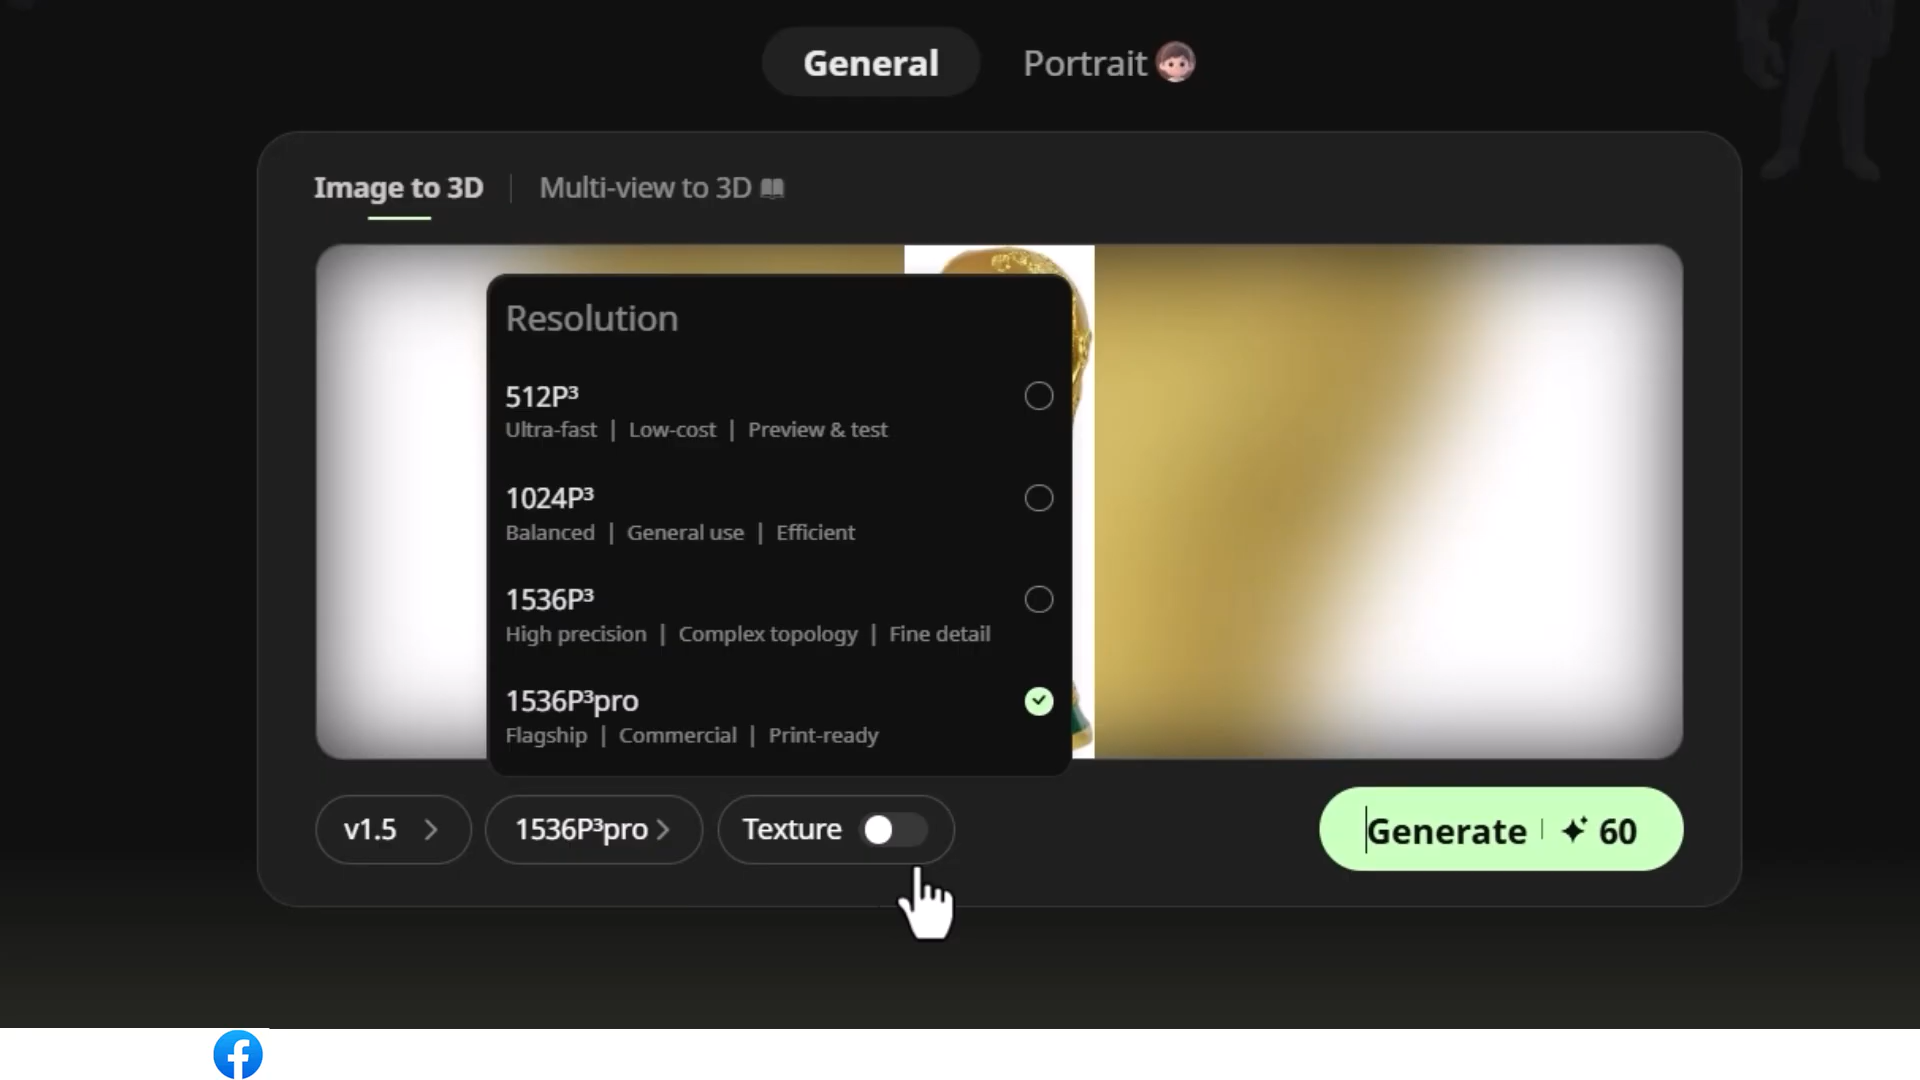 General
Portrait
Image to 3D | Multi-view to 3D
Resolution
512P³
Ultra-fast | Low-cost | Preview & test
1024P³
Balanced | General use | Efficient
1536P³
High precision | Complex topology | Fine detail
1536P³pro
Flagship | Commercial | Print-ready
v1.5
1536P³pro
Texture
Generate | 60